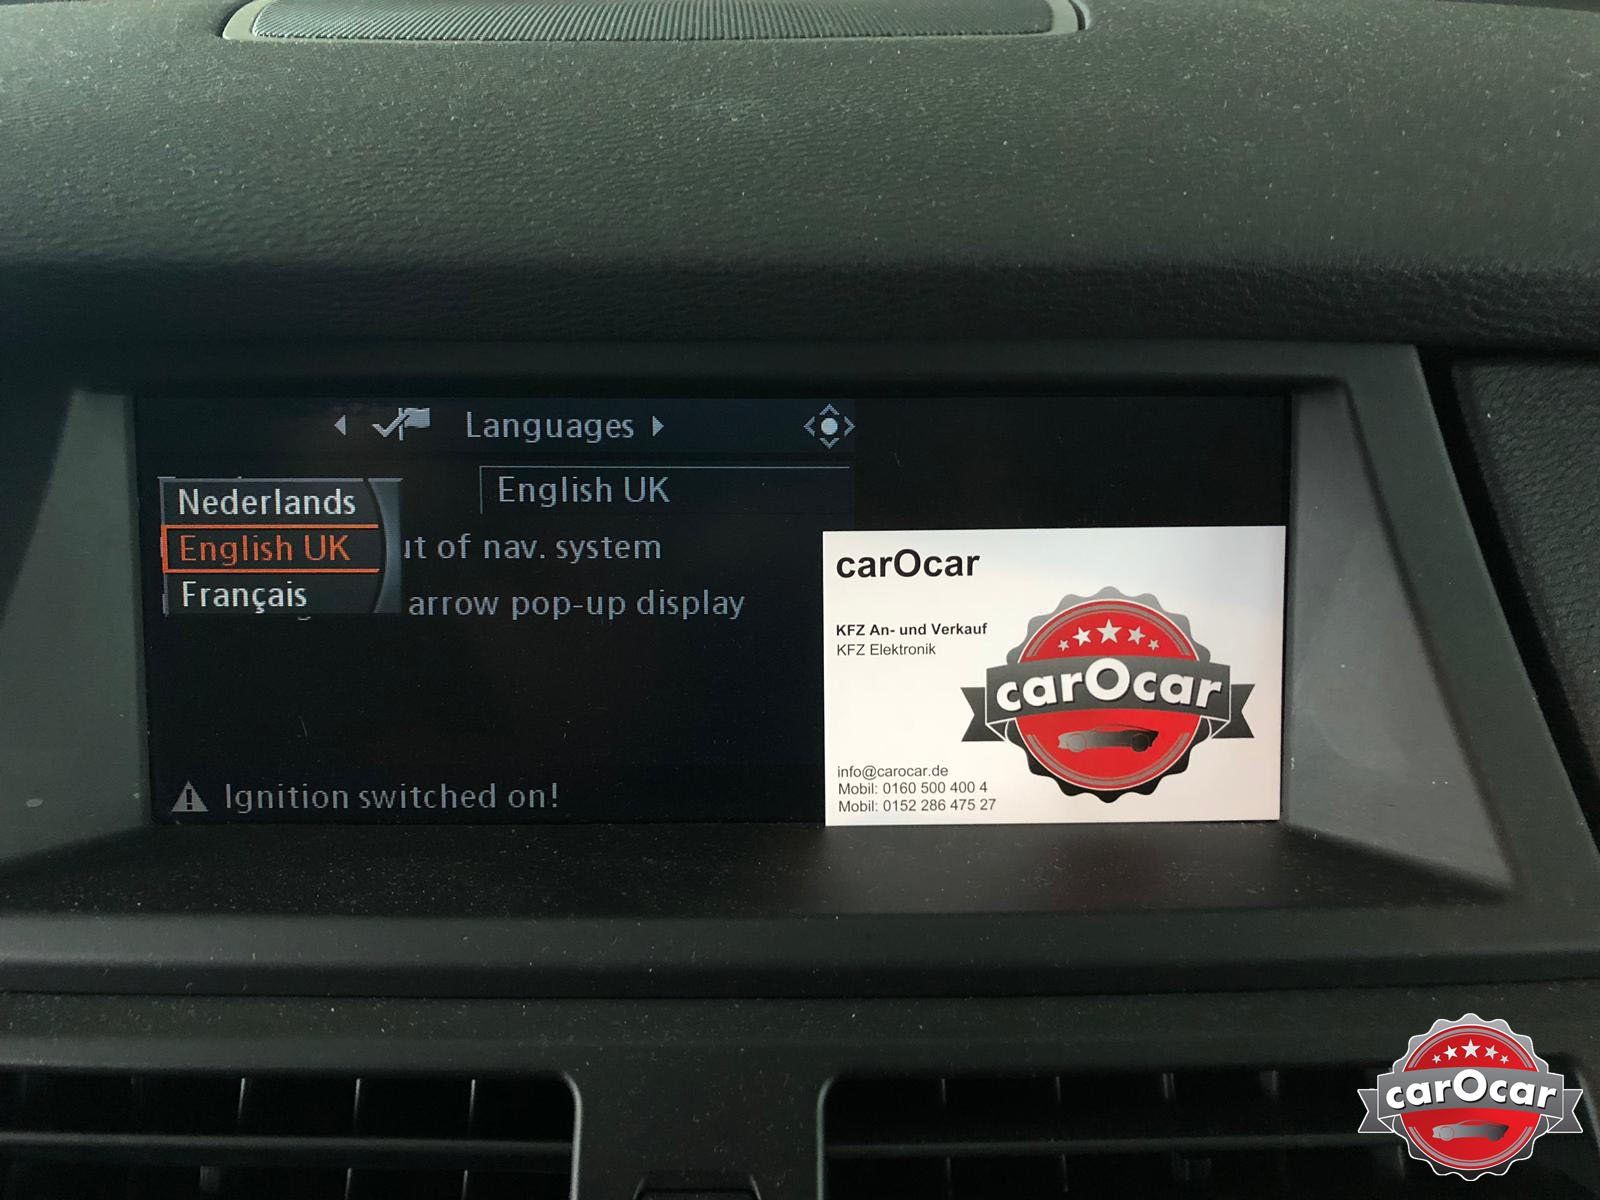 Languages
English UK
Nederlands
English UK
of nav. system
Français
arrow pop-up display
Ignition switched on!
carOcar
KFZ An- und Verkauf
KFZ Elektronik
carOcar
info@carocar.de
Mobil: 0160 500 400 4
Mobil: 0152 286 475 27
carOcar